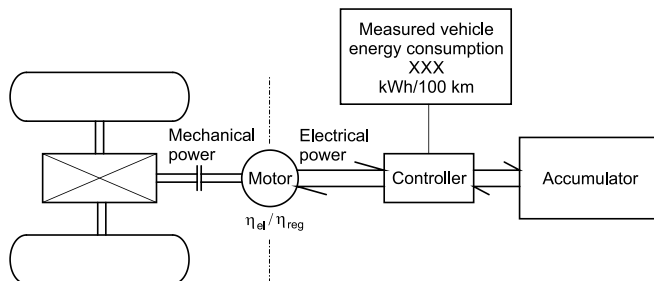 Measured vehicle
energy consumption
XXX
kWh/100 km
Mechanical
power
Electrical
power
Motor
Controller
Accumulator
ηel / ηreg